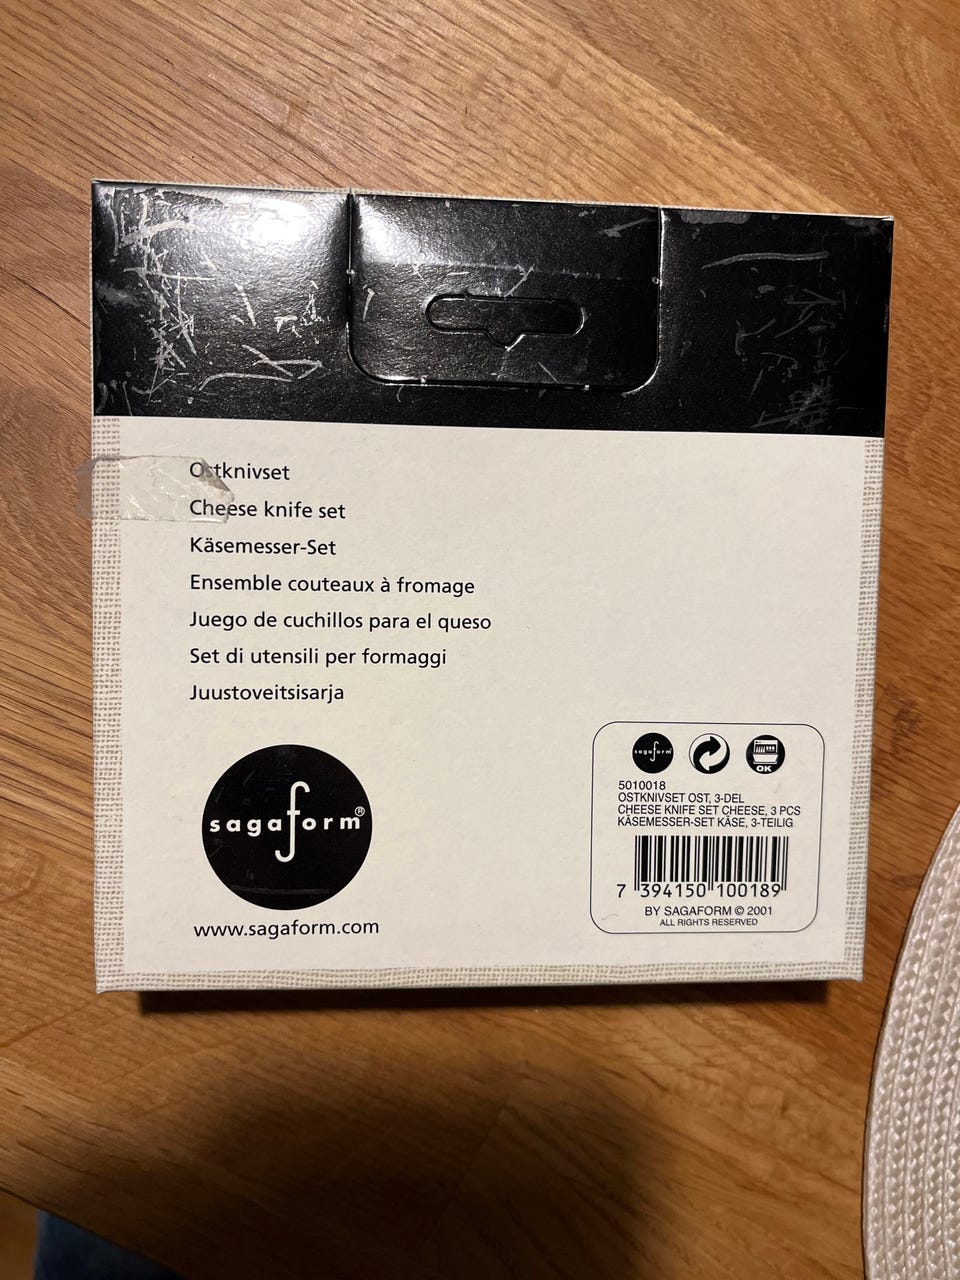 Ostknivset
Cheese knife set
Käsemesser-Set
Ensemble couteaux à fromage
Juego de cuchillos para el queso
Set di utensili per formaggi
Juustoveitsisarja
sagaform®
www.sagaform.com
sagaform
OK
5010018
OSTKNIVSET OST, 3-DEL
CHEESE KNIFE SET CHEESE, 3 PCS
KÄSEMESSER-SET KÄSE, 3-TEILIG
7 394150 100189
BY SAGAFORM © 2001
ALL RIGHTS RESERVED